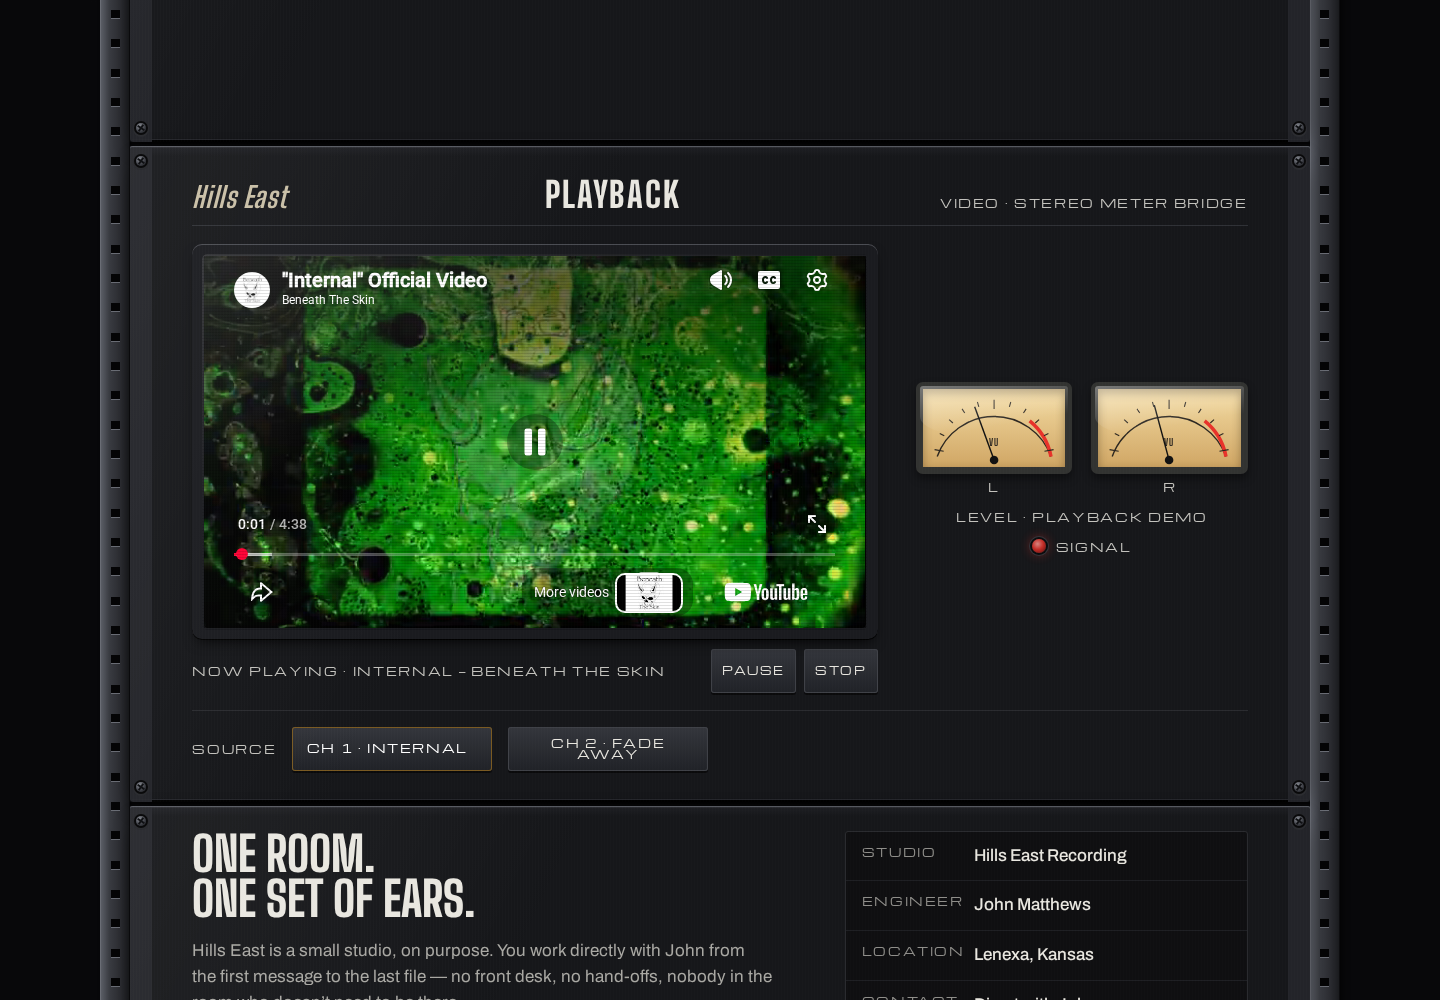 Hills East
PLAYBACK
VIDEO · STEREO METER BRIDGE
"Internal" Official Video
Beneath The Skin
CC
0:01 / 4:38
More videos
Beneath
The Skin
YouTube
VU
VU
L
R
LEVEL · PLAYBACK DEMO
SIGNAL
NOW PLAYING · INTERNAL – BENEATH THE SKIN
PAUSE
STOP
SOURCE
CH 1 · INTERNAL
CH 2 · FADE
AWAY
ONE ROOM.
ONE SET OF EARS.
Hills East is a small studio, on purpose. You work directly with John from
the first message to the last file — no front desk, no hand-offs, nobody in the
STUDIO Hills East Recording
ENGINEER John Matthews
LOCATION Lenexa, Kansas